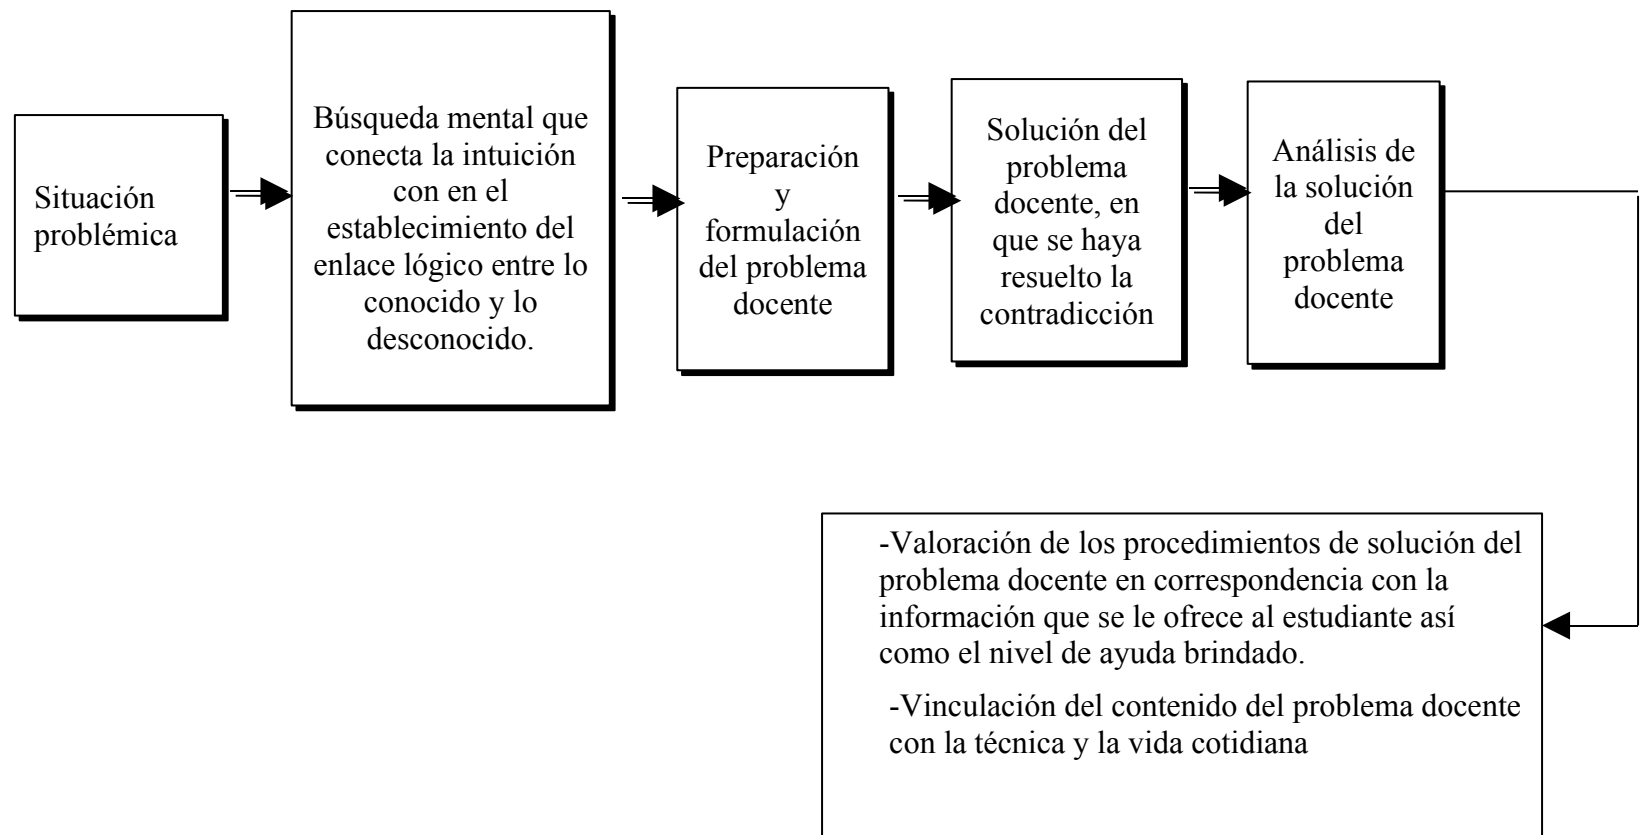 Situación
problémica
Búsqueda mental que
conecta la intuición
con en el
establecimiento del
enlace lógico entre lo
conocido y lo
desconocido.
Preparación
y
formulación
del problema
docente
Solución del
problema
docente, en
que se haya
resuelto la
contradicción
Análisis de
la solución
del
problema
docente
-Valoración de los procedimientos de solución del
problema docente en correspondencia con la
información que se le ofrece al estudiante así
como el nivel de ayuda brindado.
-Vinculación del contenido del problema docente
con la técnica y la vida cotidiana